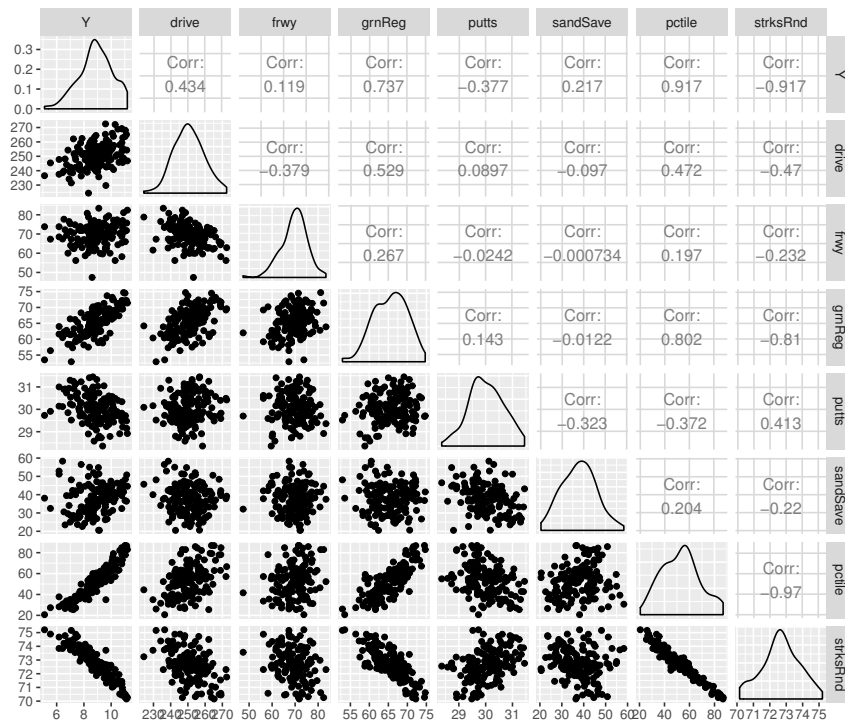 Y drive frwy grnReg putts sandSave pctile strksRnd
0.3
0.2
0.1
0.0
Corr: Corr: Corr: Corr: Corr: Corr: Corr:
0.434 0.119 0.737 −0.377 0.217 0.917 −0.917
Y
270
260
250
240
230
Corr: Corr: Corr: Corr: Corr: Corr:
−0.379 0.529 0.0897 −0.097 0.472 −0.47
drive
80
70
60
50
Corr: Corr: Corr: Corr: Corr:
0.267 −0.0242 −0.000734 0.197 −0.232
frwy
75
70
65
60
55
Corr: Corr: Corr: Corr:
0.143 −0.0122 0.802 −0.81
grnReg
31
30
29
Corr: Corr: Corr:
−0.323 −0.372 0.413
putts
60
50
40
30
20
Corr: Corr:
0.204 −0.22
sandSave
80
60
40
20
Corr:
−0.97
pctile
75
74
73
72
71
70
strksRnd
6 8 10 230 240 250 260 270 50 60 70 80 55 60 65 70 75 29 30 31 20 30 40 50 60 20 40 60 80 70 71 72 73 74 75